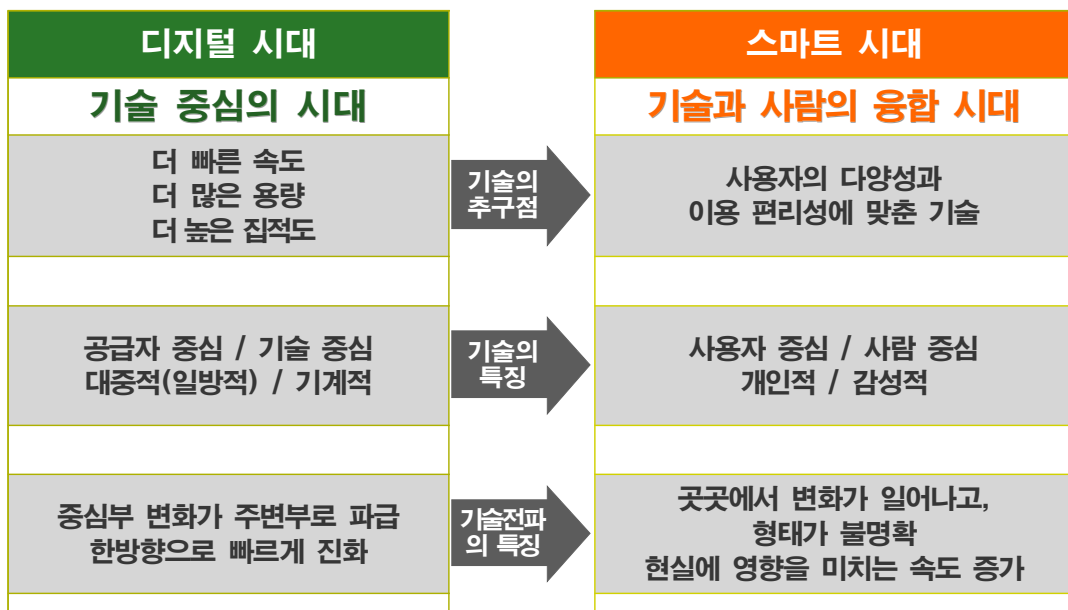 디지털 시대
스마트 시대
기술 중심의 시대
기술과 사람의 융합 시대
더 빠른 속도
더 많은 용량
더 높은 집적도
기술의
추구점
사용자의 다양성과
이용 편리성에 맞춘 기술
공급자 중심 / 기술 중심
대중적(일방적) / 기계적
기술의
특징
사용자 중심 / 사람 중심
개인적 / 감성적
중심부 변화가 주변부로 파급
한방향으로 빠르게 진화
기술전파
의 특징
곳곳에서 변화가 일어나고,
형태가 불명확
현실에 영향을 미치는 속도 증가